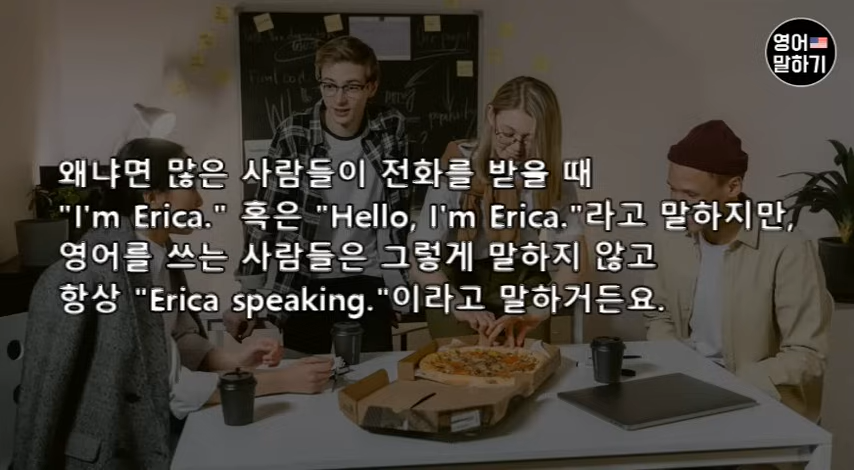 영어
말하기
왜냐면 많은 사람들이 전화를 받을 때
"I'm Erica." 혹은 "Hello, I'm Erica."라고 말하지만,
영어를 쓰는 사람들은 그렇게 말하지 않고
항상 "Erica speaking."이라고 말하거든요.